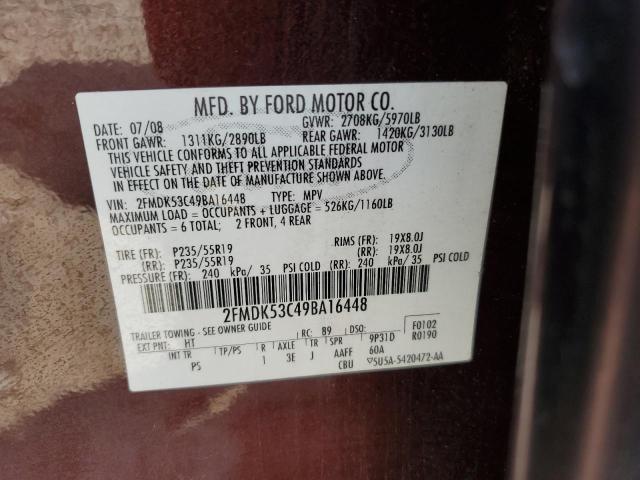 MFD. BY FORD MOTOR CO.
DATE: 07/08 GVWR: 2708KG/5970LB
FRONT GAWR: 1311KG/2890LB REAR GAWR: 1420KG/3130LB
THIS VEHICLE CONFORMS TO ALL APPLICABLE FEDERAL MOTOR
VEHICLE SAFETY AND THEFT PREVENTION STANDARDS
IN EFFECT ON THE DATE OF MANUFACTURE SHOWN ABOVE.
VIN: 2FMDK53C49BA16448 TYPE: MPV
MAXIMUM LOAD = OCCUPANTS + LUGGAGE = 526KG/1160LB
OCCUPANTS = 6 TOTAL; 2 FRONT, 4 REAR
TIRE (FR): P235/55R19 RIMS (FR): 19X8.0J
(RR): P235/55R19 (RR): 19X8.0J
PRESSURE (FR): 240 kPa/ 35 PSI COLD (RR): 240 kPa/ 35 PSI COLD
2FMDK53C49BA16448
TRAILER TOWING - SEE OWNER GUIDE RC: 89 DSO: F0102
EXT PNT: HT 9P31D R0190
INT TR TP/PS R AXLE TR SPR 60A
PS 1 3E J AAFF CBU 5U5A-5420472-AA